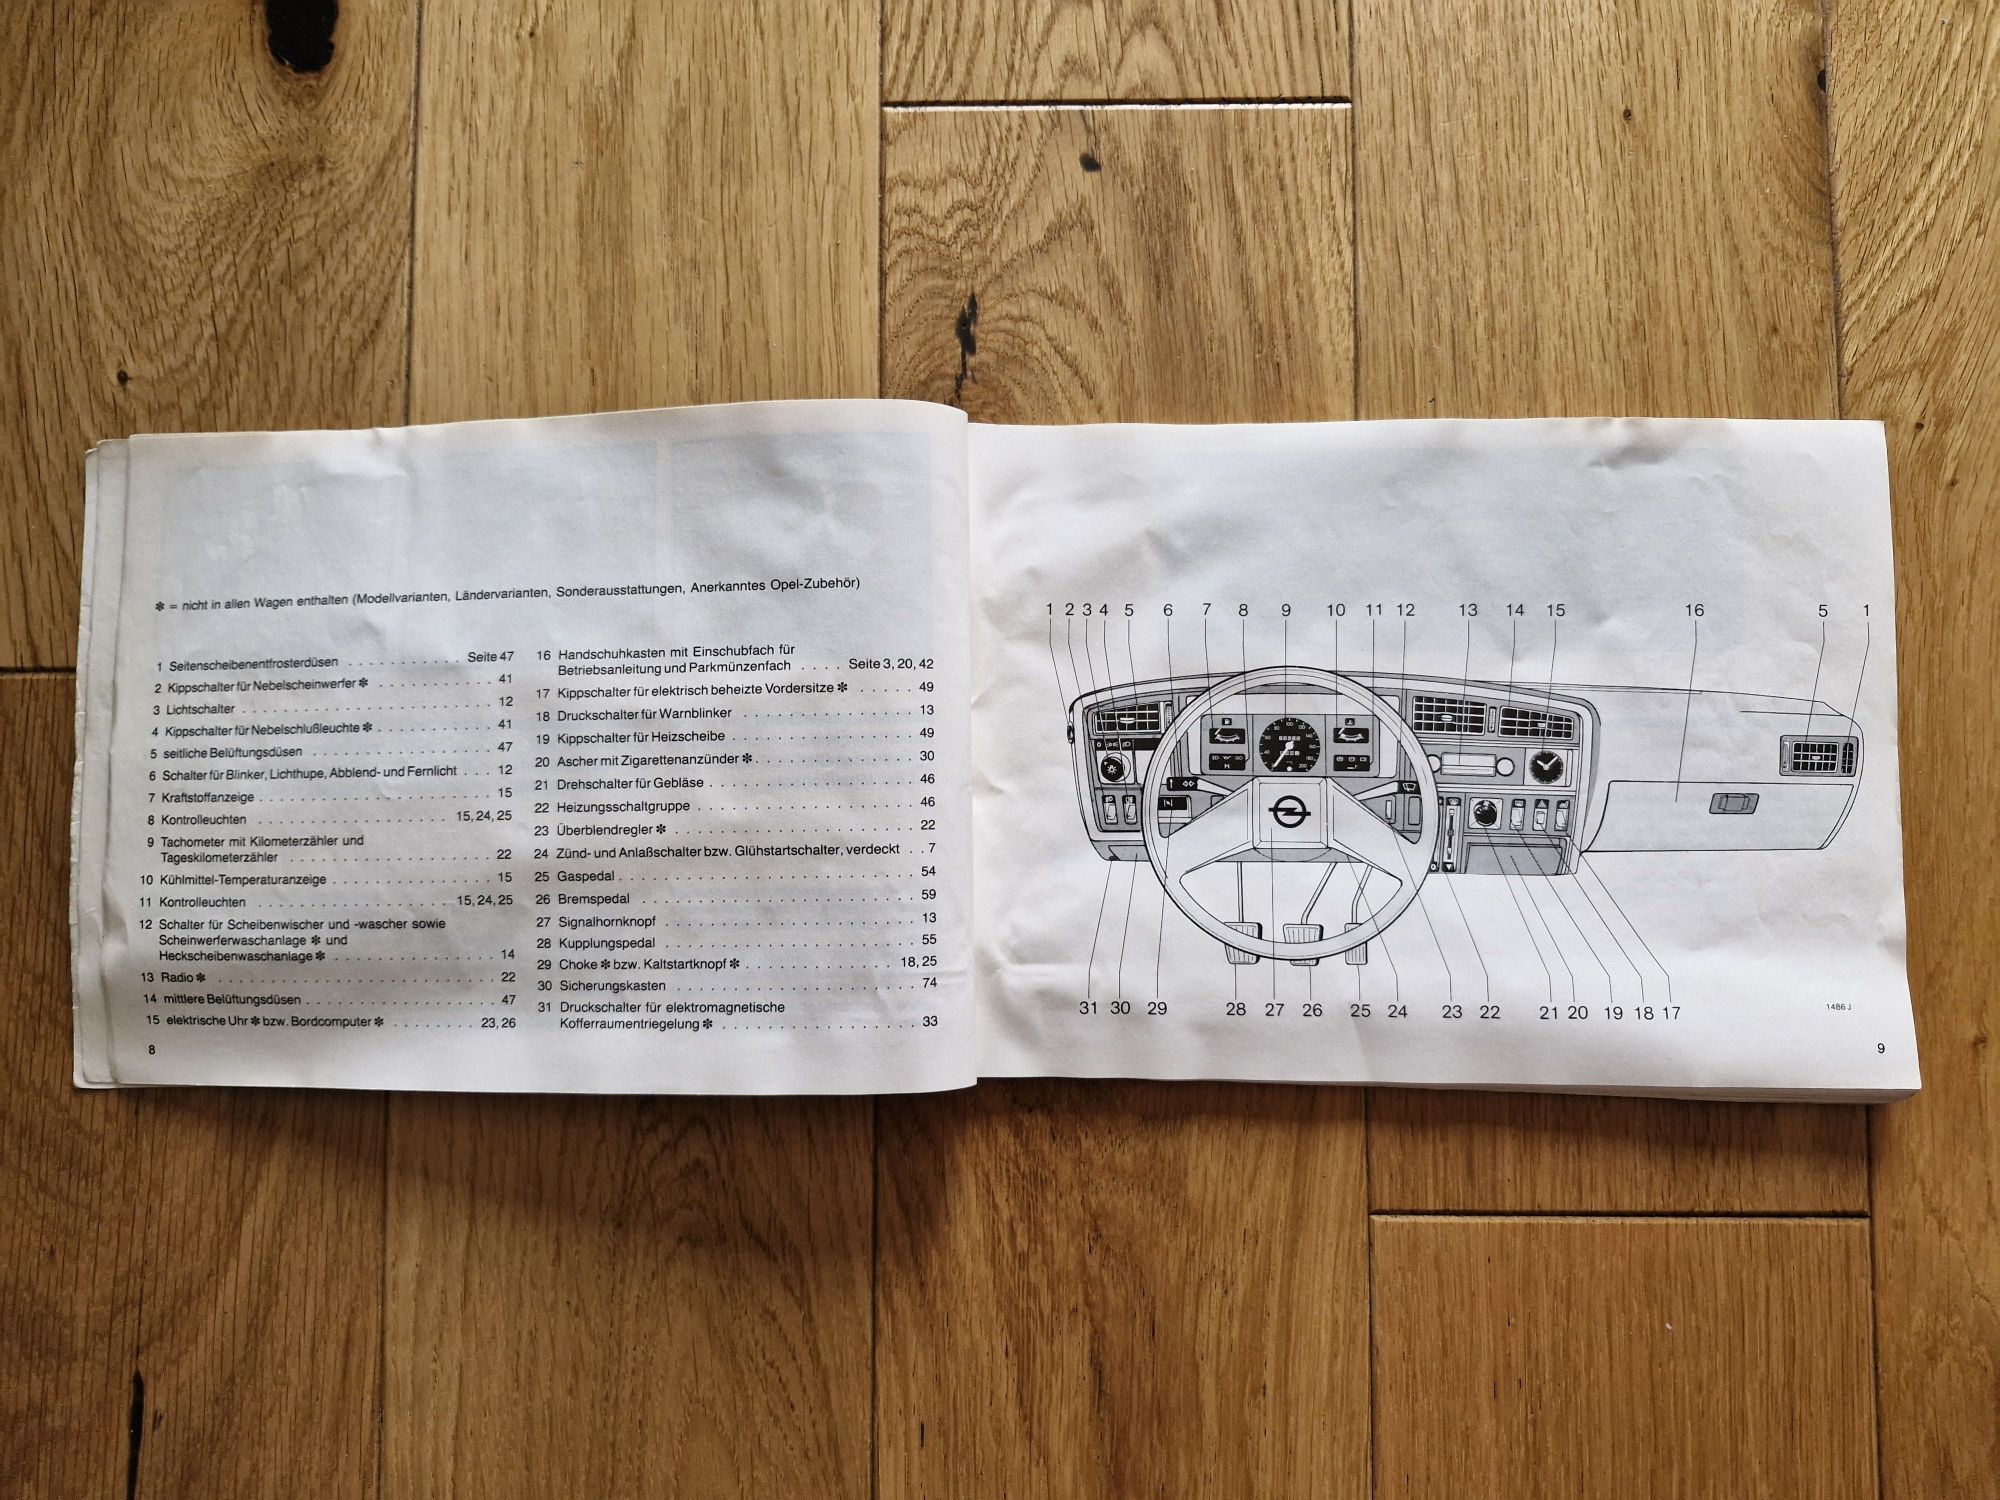 ✽ = nicht in allen Wagen enthalten (Modellvarianten, Ländervarianten, Sonderausstattungen, Anerkanntes Opel-Zubehör)
1 Seitenscheibenentfrosterdüsen . . . . . . . . . . Seite 47
2 Kippschalter für Nebelscheinwerfer ✽ . . . . . . . . . . . 41
3 Lichtschalter . . . . . . . . . . . . . . . . . . . . . . 12
4 Kippschalter für Nebelschlußleuchte ✽ . . . . . . . . . . . 41
5 seitliche Belüftungsdüsen . . . . . . . . . . . . . . . . 47
6 Schalter für Blinker, Lichthupe, Abblend- und Fernlicht . . . 12
7 Kraftstoffanzeige . . . . . . . . . . . . . . . . . . . . 15
8 Kontrolleuchten . . . . . . . . . . . . . . . . . 15, 24, 25
9 Tachometer mit Kilometerzähler und
Tageskilometerzähler . . . . . . . . . . . . . . . . . 22
10 Kühlmittel-Temperaturanzeige . . . . . . . . . . . . . . 15
11 Kontrolleuchten . . . . . . . . . . . . . . . . . 15, 24, 25
12 Schalter für Scheibenwischer und -wascher sowie
Scheinwerferwaschanlage ✽ und
Heckscheibenwaschanlage ✽ . . . . . . . . . . . . . . 14
13 Radio ✽ . . . . . . . . . . . . . . . . . . . . . . . . 22
14 mittlere Belüftungsdüsen . . . . . . . . . . . . . . . . 47
15 elektrische Uhr ✽ bzw. Bordcomputer ✽ . . . . . . . . 23, 26
16 Handschuhkasten mit Einschubfach für
Betriebsanleitung und Parkmünzenfach . . . . Seite 3, 20, 42
17 Kippschalter für elektrisch beheizte Vordersitze ✽ . . . . . 49
18 Druckschalter für Warnblinker . . . . . . . . . . . . . . 13
19 Kippschalter für Heizscheibe . . . . . . . . . . . . . . 49
20 Ascher mit Zigarettenanzünder ✽ . . . . . . . . . . . . . 30
21 Drehschalter für Gebläse . . . . . . . . . . . . . . . . 46
22 Heizungsschaltgruppe . . . . . . . . . . . . . . . . . 46
23 Überblendregler ✽ . . . . . . . . . . . . . . . . . . . 22
24 Zünd- und Anlaßschalter bzw. Glühstartschalter, verdeckt . . 7
25 Gaspedal . . . . . . . . . . . . . . . . . . . . . . . 54
26 Bremspedal . . . . . . . . . . . . . . . . . . . . . . 59
27 Signalhornknopf . . . . . . . . . . . . . . . . . . . . 13
28 Kupplungspedal . . . . . . . . . . . . . . . . . . . . 55
29 Choke ✽ bzw. Kaltstartknopf ✽ . . . . . . . . . . . . 18, 25
30 Sicherungskasten . . . . . . . . . . . . . . . . . . . 74
31 Druckschalter für elektromagnetische
Kofferraumentriegelung ✽ . . . . . . . . . . . . . . . . 33
8
1 2 3 4 5 6 7 8 9 10 11 12 13 14 15 16 5 1
31 30 29 28 27 26 25 24 23 22 21 20 19 18 17
1486 J
9